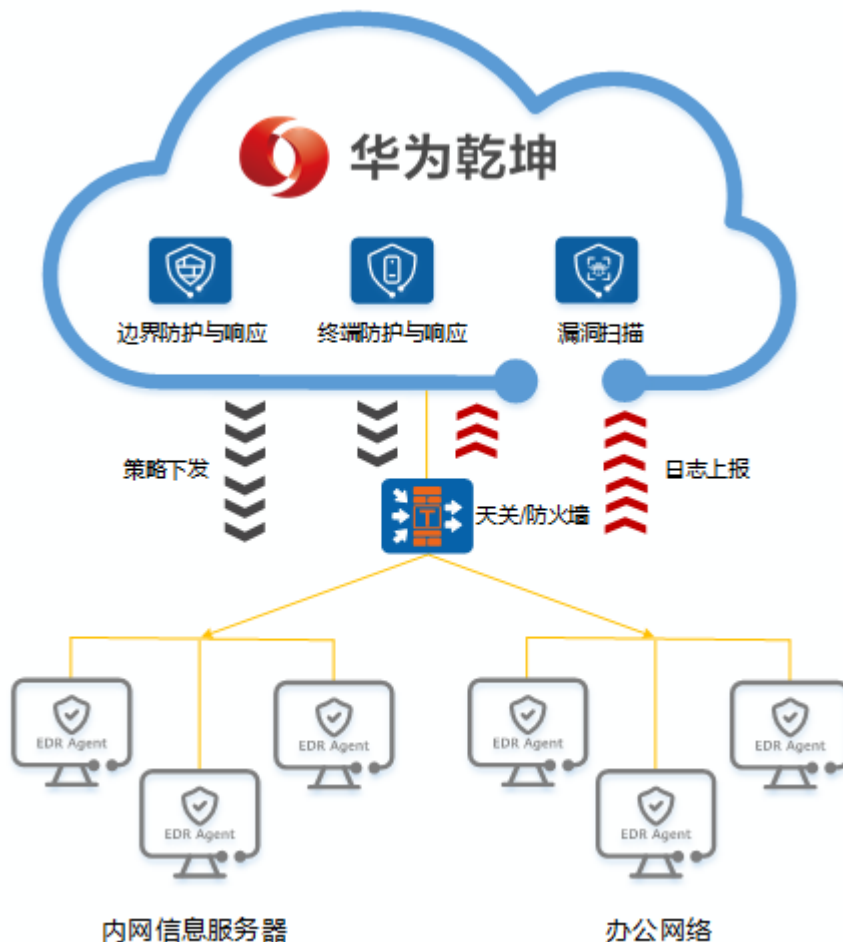 华为乾坤
边界防护与响应 终端防护与响应 漏洞扫描
策略下发 日志上报
天关/防火墙
T
EDR Agent EDR Agent EDR Agent EDR Agent
EDR Agent EDR Agent
内网信息服务器 办公网络